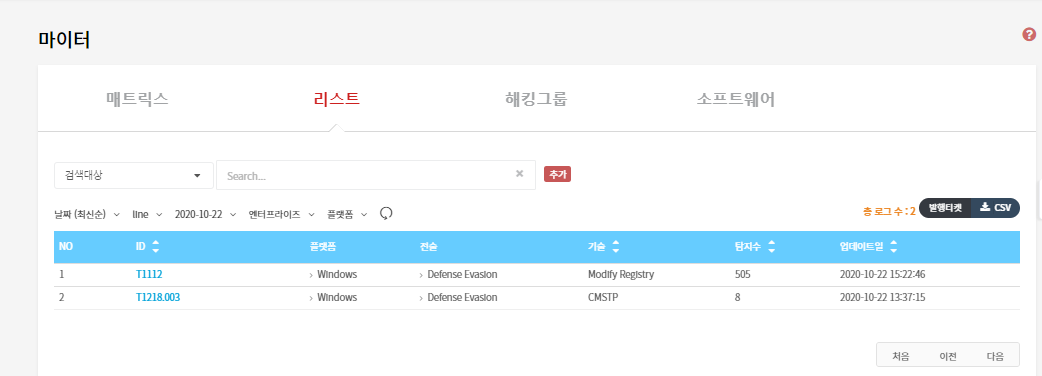 마이터
?
매트릭스 리스트 헤킹그룹 소프트웨어
검색대상 Search... × 추가
날짜 (최신순) line 2020-10-22 엔터프라이즈 플랫폼 총 로그 수 : 2 발행티켓 CSV
NO ID 플랫폼 전술 기술 탐지수 업데이트일
1 T1112 › Windows › Defense Evasion Modify Registry 505 2020-10-22 15:22:46
2 T1218.003 › Windows › Defense Evasion CMSTP 8 2020-10-22 13:37:15
처음 이전 다음